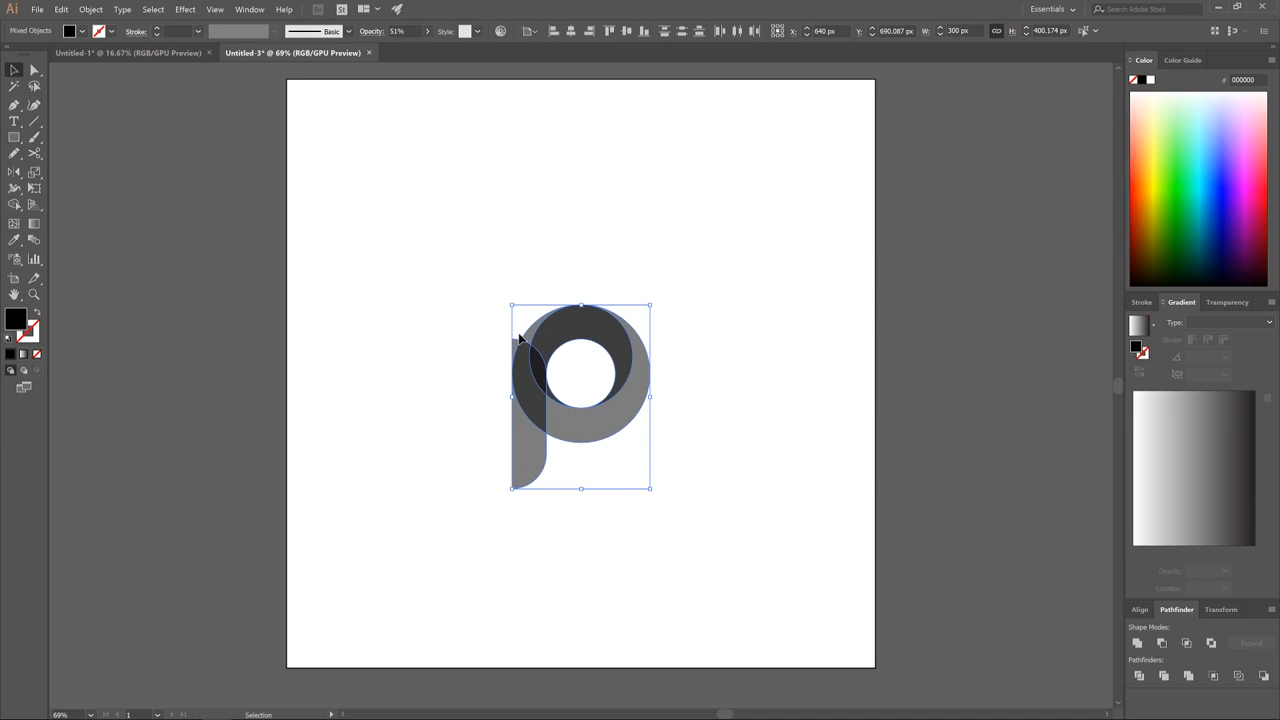 Ai File Edit Object Type Select Effect View Window Help Br St Essentials Search Adobe Stock
Mixed Objects Stroke: Basic Opacity: 51% Style: X: 640 px Y: 690.087 px W: 300 px H: 400.174 px
Untitled-1* @ 16.67% (RGB/GPU Preview) × Untitled-3* @ 69% (RGB/GPU Preview) ×
Color Color Guide
# 000000
Stroke Gradient Transparency
Type:
Stroke:
Opacity:
Location:
Align Pathfinder Transform
Shape Modes:
Expand
Pathfinders:
69% 1 Selection